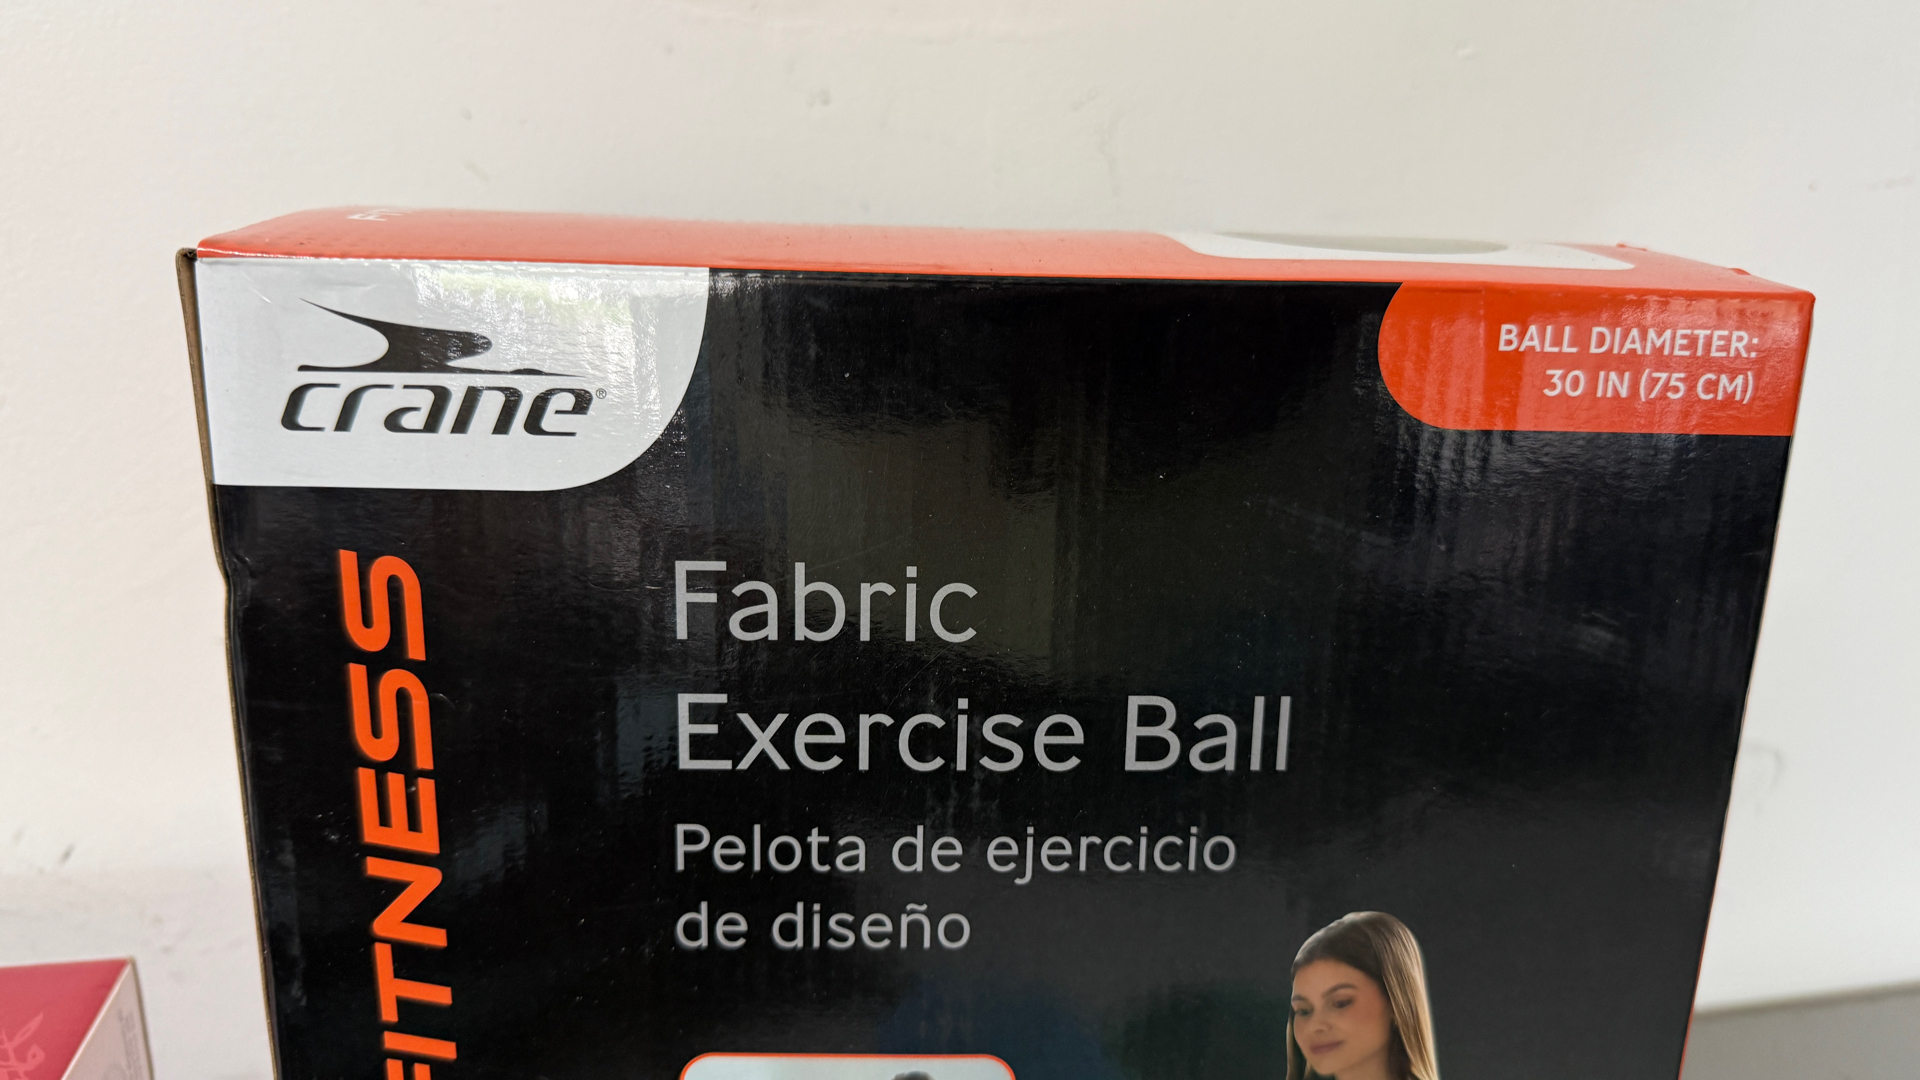 crane®
BALL DIAMETER:
30 IN (75 CM)
FITNESS
Fabric
Exercise Ball
Pelota de ejercicio
de diseño